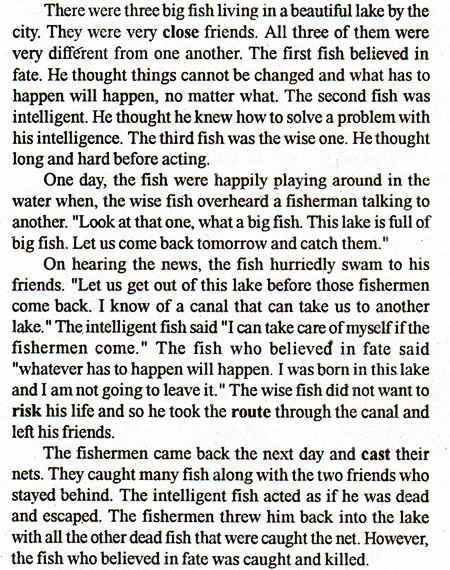 There were three big fish living in a beautiful lake by the
city. They were very close friends. All three of them were
very different from one another. The first fish believed in
fate. He thought things cannot be changed and what has to
happen will happen, no matter what. The second fish was
intelligent. He thought he knew how to solve a problem with
his intelligence. The third fish was the wise one. He thought
long and hard before acting.
One day, the fish were happily playing around in the
water when, the wise fish overheard a fisherman talking to
another. "Look at that one, what a big fish. This lake is full of
big fish. Let us come back tomorrow and catch them."
On hearing the news, the fish hurriedly swam to his
friends. "Let us get out of this lake before those fishermen
come back. I know of a canal that can take us to another
lake." The intelligent fish said "I can take care of myself if the
fishermen come." The fish who believed in fate said
"whatever has to happen will happen. I was born in this lake
and I am not going to leave it." The wise fish did not want to
risk his life and so he took the route through the canal and
left his friends.
The fishermen came back the next day and cast their
nets. They caught many fish along with the two friends who
stayed behind. The intelligent fish acted as if he was dead
and escaped. The fishermen threw him back into the lake
with all the other dead fish that were caught the net. However,
the fish who believed in fate was caught and killed.